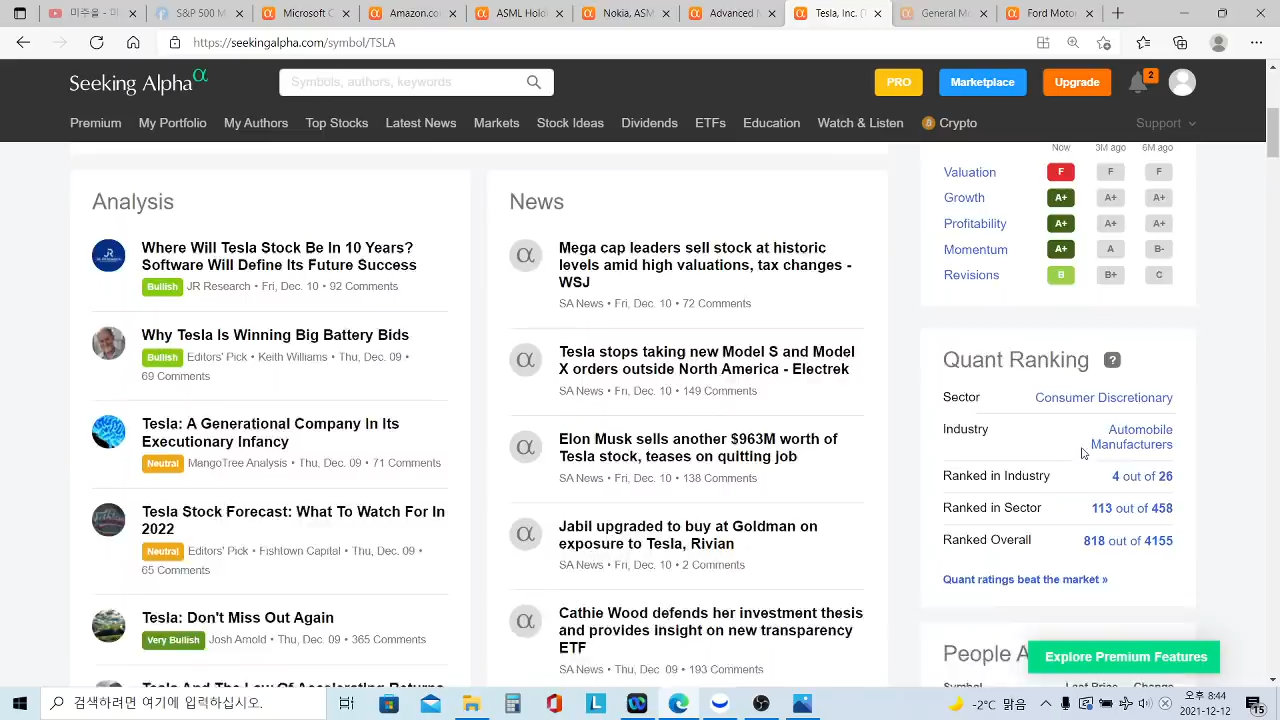 미주은 -
S&P500 M
Microsoft C
Amazon.co
ASML Hold
Nokia, ASM
Advanced M
Tesla, Inc. (
General Mo
Ford Motor
https://seekingalpha.com/symbol/TSLA
Seeking Alpha α
Symbols, authors, keywords
PRO
Marketplace
Upgrade
2
Premium
My Portfolio
My Authors
Top Stocks
Latest News
Markets
Stock Ideas
Dividends
ETFs
Education
Watch & Listen
Crypto
Support
Analysis
Where Will Tesla Stock Be In 10 Years?
Software Will Define Its Future Success
Bullish JR Research • Fri, Dec. 10 • 92 Comments
Why Tesla Is Winning Big Battery Bids
Bullish Editors' Pick • Keith Williams • Thu, Dec. 09 •
69 Comments
Tesla: A Generational Company In Its
Executionary Infancy
Neutral MangoTree Analysis • Thu, Dec. 09 • 71 Comments
Tesla Stock Forecast: What To Watch For In
2022
Neutral Editors' Pick • Fishtown Capital • Thu, Dec. 09 •
65 Comments
Tesla: Don't Miss Out Again
Very Bullish Josh Arnold • Thu, Dec. 09 • 365 Comments
Tesla And The Law Of Accelerating Returns
News
Mega cap leaders sell stock at historic
levels amid high valuations, tax changes -
WSJ
SA News • Fri, Dec. 10 • 72 Comments
Tesla stops taking new Model S and Model
X orders outside North America - Electrek
SA News • Fri, Dec. 10 • 149 Comments
Elon Musk sells another $963M worth of
Tesla stock, teases on quitting job
SA News • Fri, Dec. 10 • 138 Comments
Jabil upgraded to buy at Goldman on
exposure to Tesla, Rivian
SA News • Fri, Dec. 10 • 2 Comments
Cathie Wood defends her investment thesis
and provides insight on new transparency
ETF
SA News • Thu, Dec. 09 • 193 Comments
Now 3M ago 6M ago
Valuation F F F
Growth A+ A+ A+
Profitability A+ A+ A+
Momentum A+ A B-
Revisions B B+ C
Quant Ranking ?
Sector Consumer Discretionary
Industry Automobile
Manufacturers
Ranked in Industry 4 out of 26
Ranked in Sector 113 out of 458
Ranked Overall 818 out of 4155
Quant ratings beat the market »
People A
Explore Premium Features
Symbol Last Price Change
검색하려면 여기에 입력하십시오.
-2°C 맑음
오후 8:44
2021-12-12
15